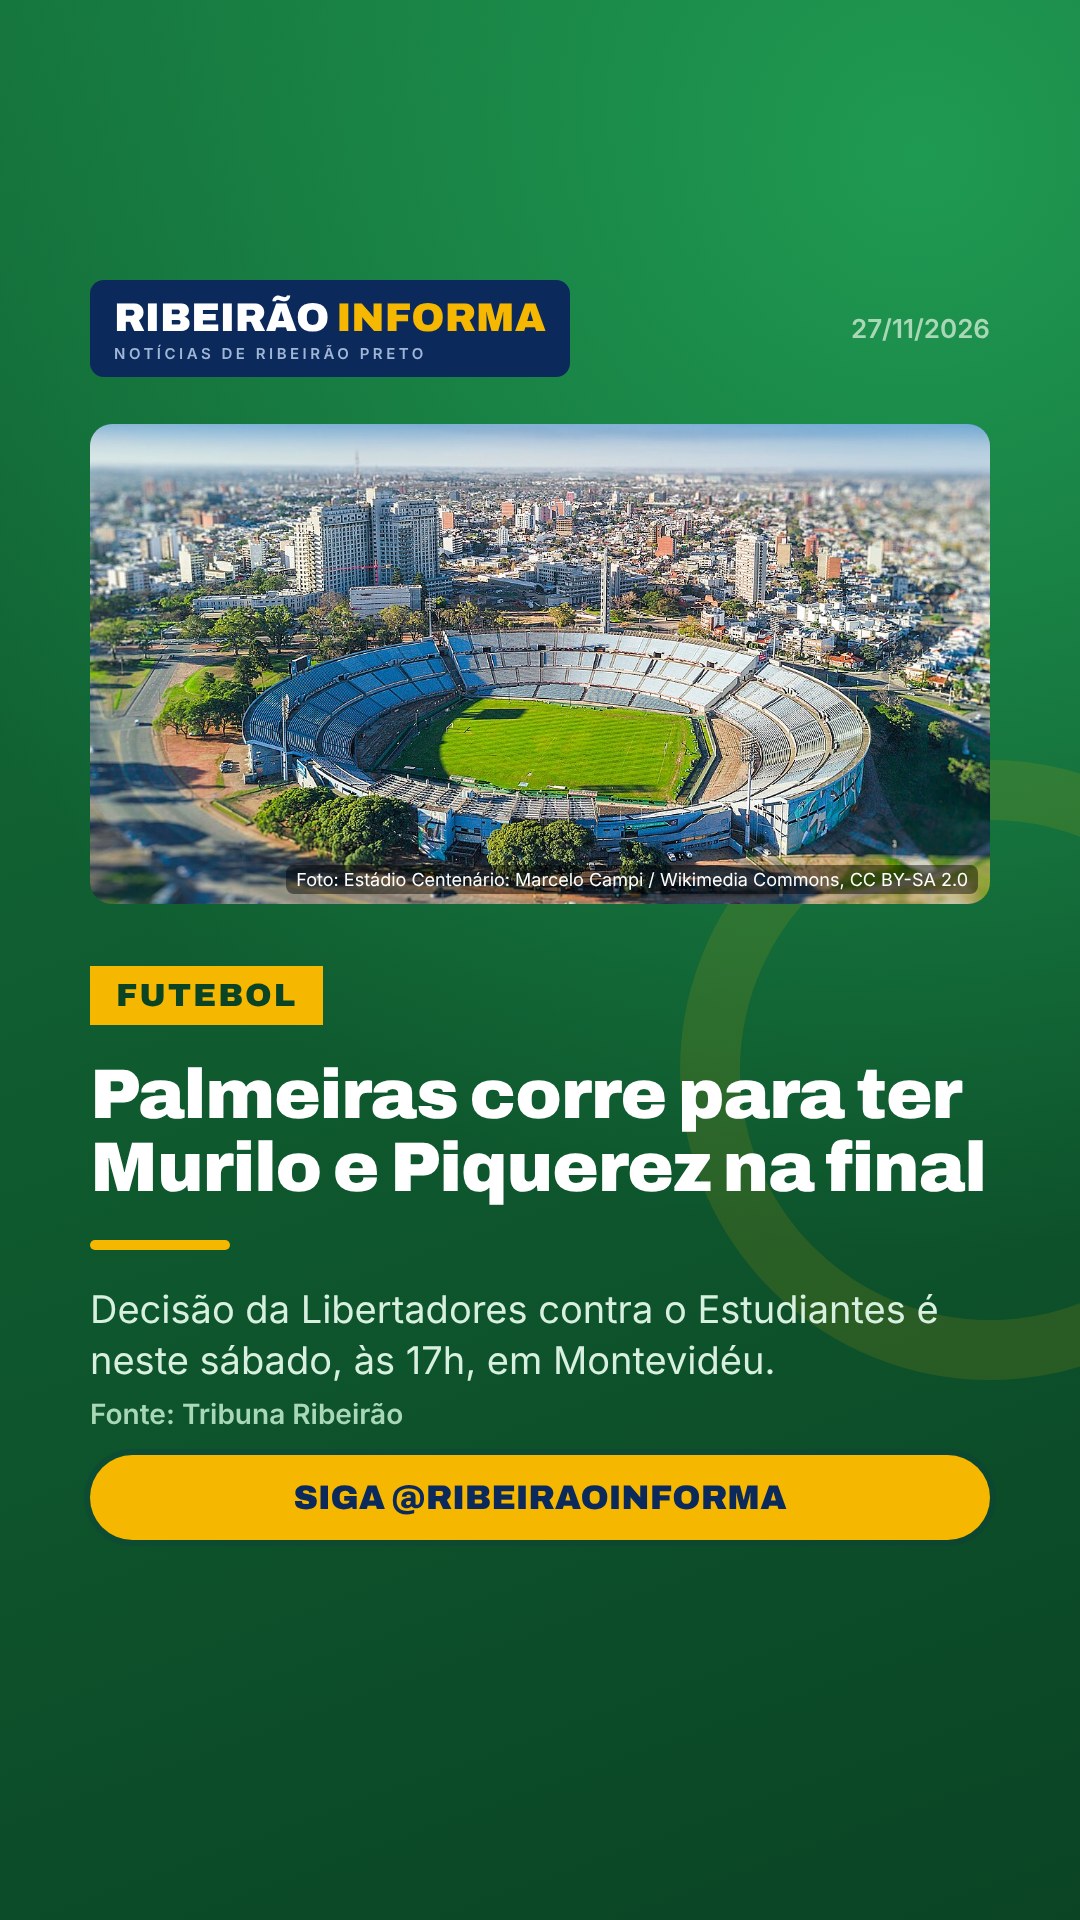 RIBEIRÃO INFORMA
NOTÍCIAS DE RIBEIRÃO PRETO
27/11/2026
Foto: Estádio Centenário: Marcelo Campi / Wikimedia Commons, CC BY-SA 2.0
FUTEBOL
Palmeiras corre para ter
Murilo e Piquerez na final
Decisão da Libertadores contra o Estudiantes é
neste sábado, às 17h, em Montevidéu.
Fonte: Tribuna Ribeirão
SIGA @RIBEIRAOINFORMA